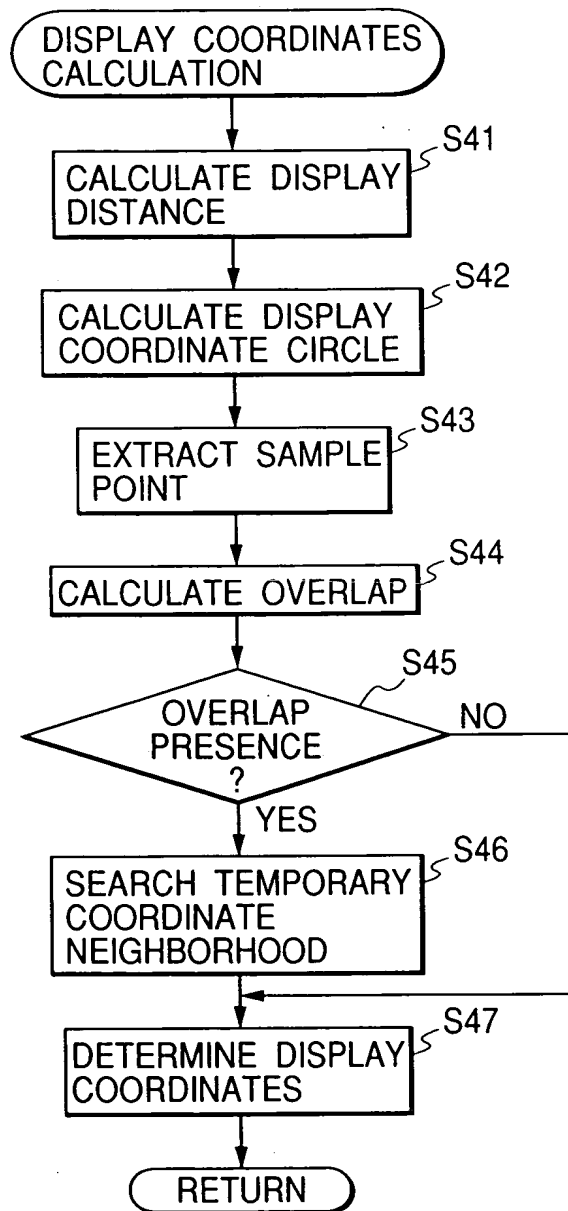 DISPLAY COORDINATES
CALCULATION
S41
CALCULATE DISPLAY
DISTANCE
S42
CALCULATE DISPLAY
COORDINATE CIRCLE
S43
EXTRACT SAMPLE
POINT
S44
CALCULATE OVERLAP
S45
OVERLAP
PRESENCE
?
NO
YES
S46
SEARCH TEMPORARY
COORDINATE
NEIGHBORHOOD
S47
DETERMINE DISPLAY
COORDINATES
RETURN